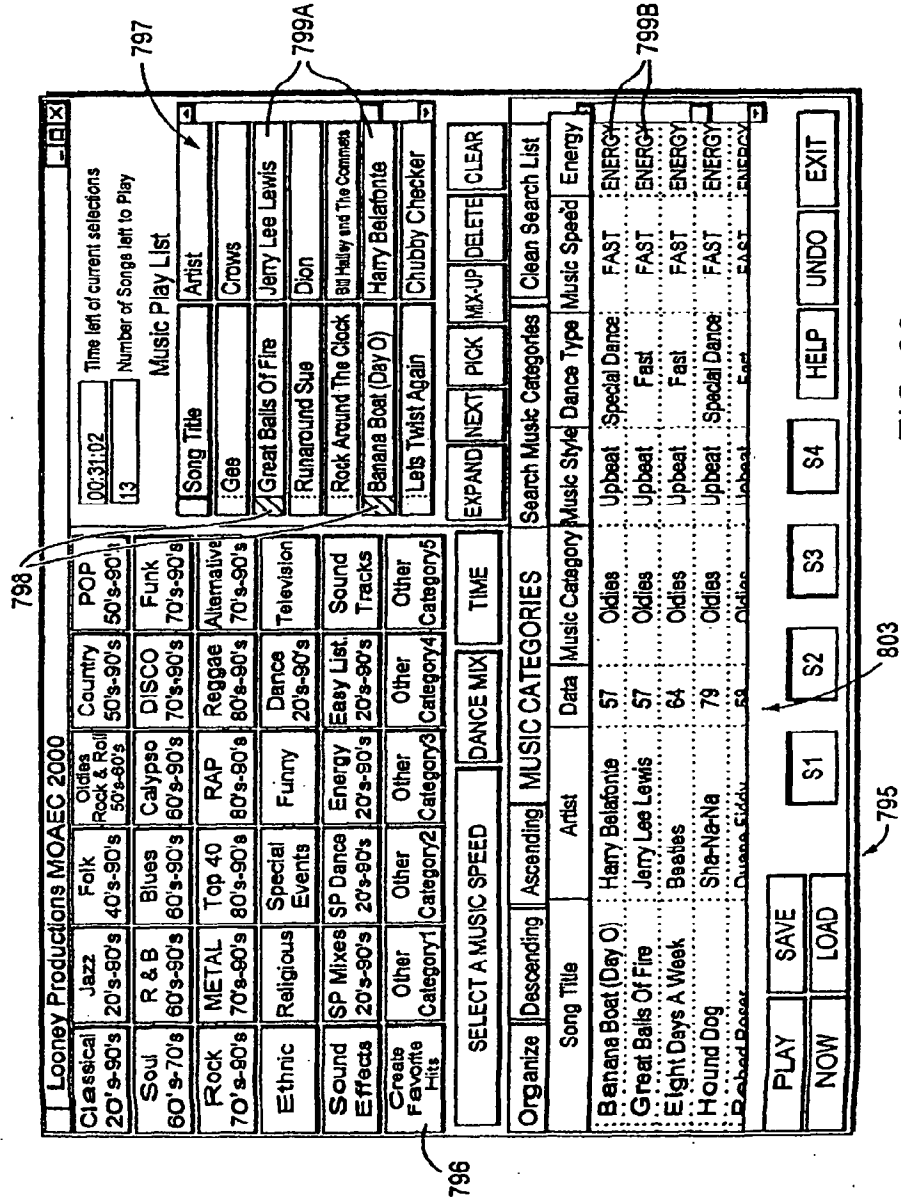 Looney Productions MOAEC 2000
Classical 20's-90's
Jazz 20's-90's
Folk 40's-90's
Oldies Rock & Roll 50's-60's
Country 50's-90's
POP 50's-90's
Soul 60's-70's
R & B 60's-90's
Blues 60's-90's
Calypso 60's-90's
DISCO 70's-90's
Funk 70's-90's
Rock 70's-90's
METAL 70's-90's
Top 40 80's-90's
RAP 80's-90's
Reggae 80's-90's
Alternative 70's-90's
Ethnic
Religious
Special Events
Funny
Dance 20's-90's
Television
Sound Effects
SP Mixes 20's-90's
SP Dance 20's-90's
Energy 20's-90's
Easy List. 20's-90's
Sound Tracks
Create Favorite Hits
Other Category1
Other Category2
Other Category3
Other Category4
Other Category5
SELECT A MUSIC SPEED
DANCE MIX
TIME
00:31:02 Time left of current selections
13 Number of Songs left to Play
Music Play List
Song Title Artist
Gee Crows
Great Balls Of Fire Jerry Lee Lewis
Runaround Sue Dion
Rock Around The Clock Bill Halley and The Commets
Banana Boat (Day O) Harry Belafonte
Lets Twist Again Chubby Checker
EXPAND NEXT PICK MIX-UP DELETE CLEAR
Organize Descending Ascending MUSIC CATEGORIES Search Music Categories Clean Search List
Song Title Artist Data Music Category Music Style Dance Type Music Speed Energy
Banana Boat (Day O) Harry Belafonte 57 Oldies Upbeat Special Dance FAST ENERGY
Great Balls Of Fire Jerry Lee Lewis 57 Oldies Upbeat Fast FAST ENERGY
Eight Days A Week Beatles 64 Oldies Upbeat Fast FAST ENERGY
Hound Dog Sha-Na-Na 79 Oldies Upbeat Special Dance FAST ENERGY
Oldies Upbeat Fast FAST ENERGY
PLAY SAVE
NOW LOAD
S1 S2 S3 S4 HELP UNDO EXIT
795
796
797
798
799A
799B
803